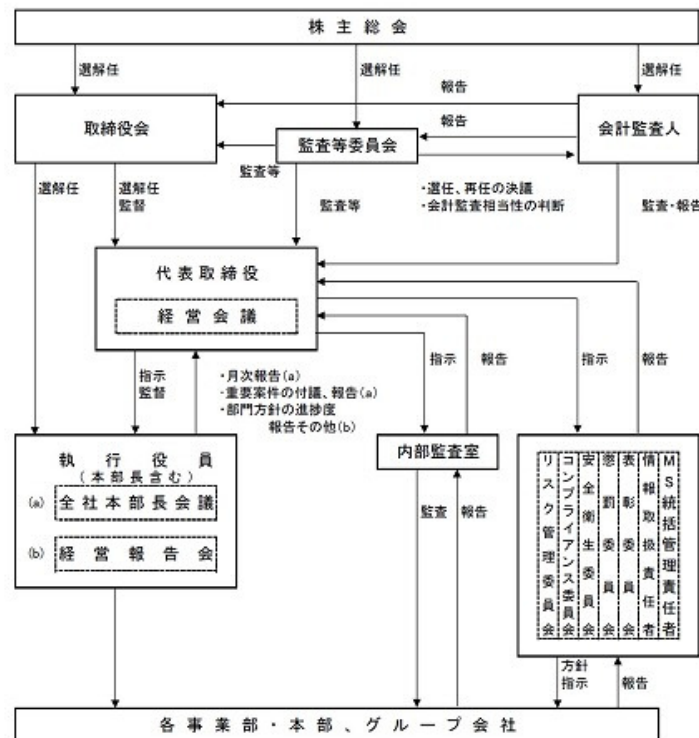 株主総会
選解任
選解任
選解任
報告
取締役会
監査等委員会
報告
会計監査人
監査等
選解任
選解任
監督
監査等
・選任、再任の決議
・会計監査相当性の判断
監査・報告
代表取締役
経営会議
指示
監督
・月次報告(a)
・重要案件の付議、報告(a)
・部門方針の進捗度
報告その他(b)
指示
報告
指示
報告
執行役員
(本部長含む)
(a) 全社本部長会議
(b) 経営報告会
内部監査室
監査
報告
リスク管理委員会
コンプライアンス委員会
安全衛生委員会
懲罰委員会
表彰委員会
情報取扱責任者
MS統括管理責任者
方針
指示
報告
各事業部・本部、グループ会社